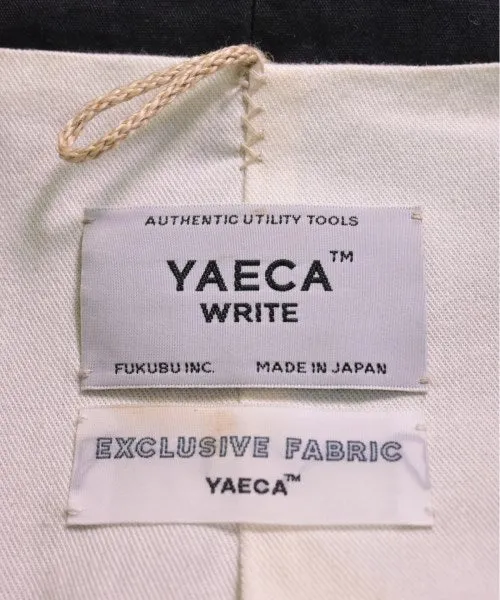 AUTHENTIC UTILITY TOOLS
YAECA™
WRITE
FUKUBU INC. MADE IN JAPAN
EXCLUSIVE FABRIC
YAECA™